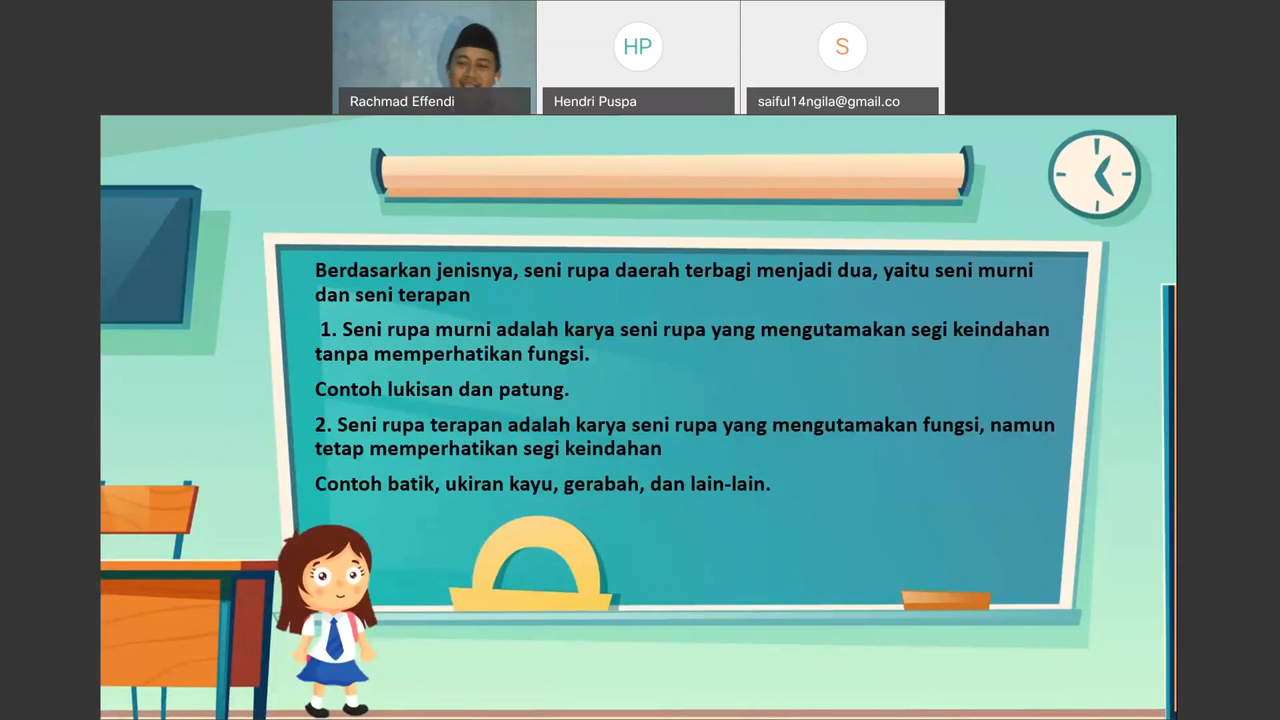 HP
S
Rachmad Effendi
Hendri Puspa
saiful14ngila@gmail.co
Berdasarkan jenisnya, seni rupa daerah terbagi menjadi dua, yaitu seni murni
dan seni terapan
1. Seni rupa murni adalah karya seni rupa yang mengutamakan segi keindahan
tanpa memperhatikan fungsi.
Contoh lukisan dan patung.
2. Seni rupa terapan adalah karya seni rupa yang mengutamakan fungsi, namun
tetap memperhatikan segi keindahan
Contoh batik, ukiran kayu, gerabah, dan lain-lain.